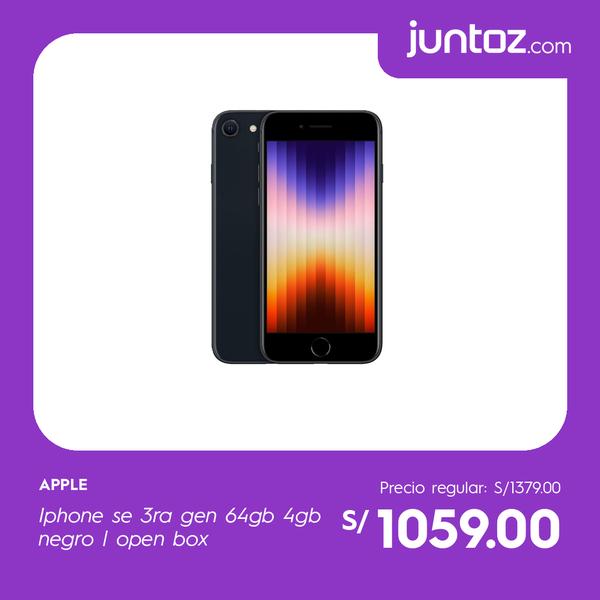 juntoz.com
APPLE
Iphone se 3ra gen 64gb 4gb
negro | open box
Precio regular: S/1379.00
S/ 1059.00